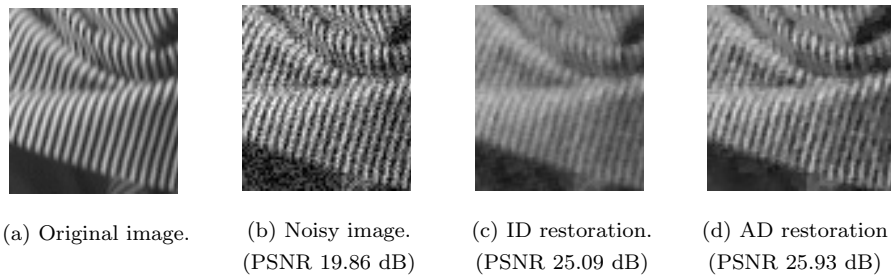 (a) Original image.
(b) Noisy image.
(PSNR 19.86 dB)
(c) ID restoration.
(PSNR 25.09 dB)
(d) AD restoration
(PSNR 25.93 dB)